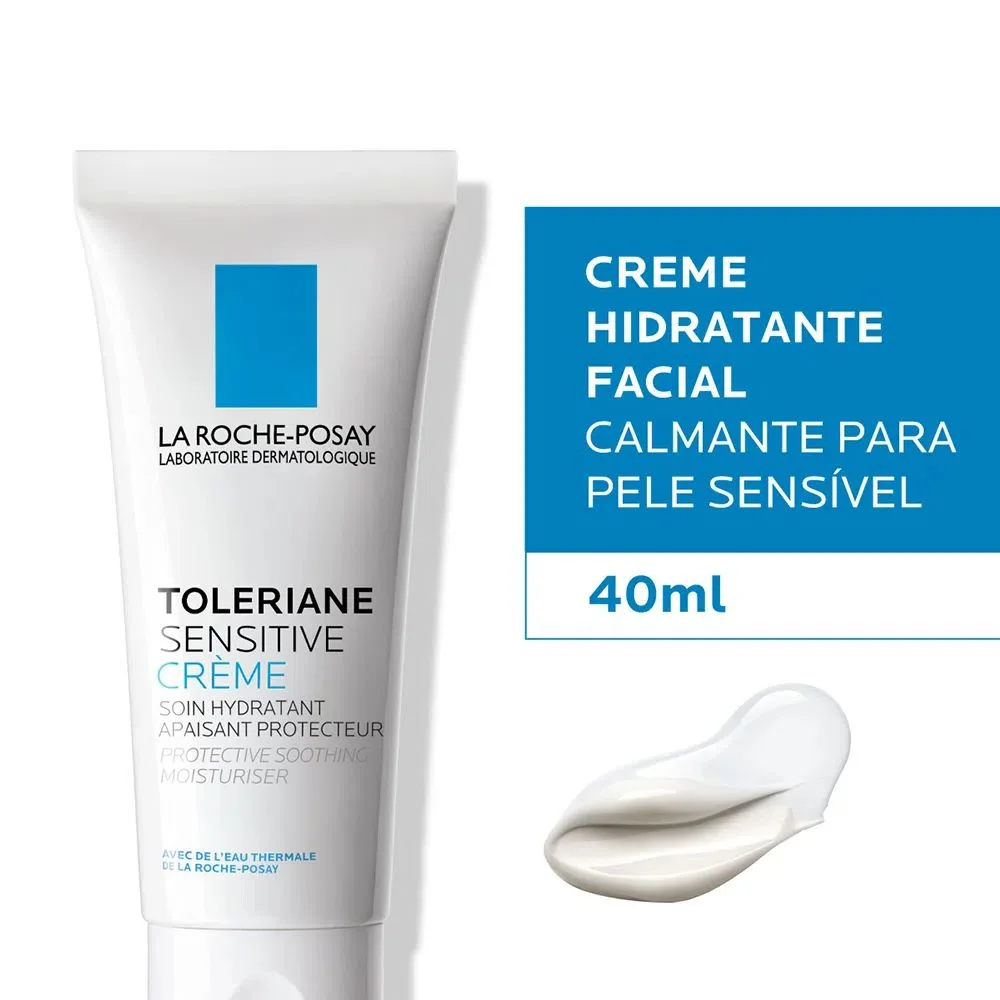 LA ROCHE-POSAY
LABORATOIRE DERMATOLOGIQUE
TOLERIANE
SENSITIVE
CRÈME
SOIN HYDRATANT
APAISANT PROTECTEUR
PROTECTIVE SOOTHING
MOISTURISER
AVEC DE L'EAU THERMALE
DE LA ROCHE-POSAY
CREME
HIDRATANTE
FACIAL
CALMANTE PARA
PELE SENSÍVEL
40ml